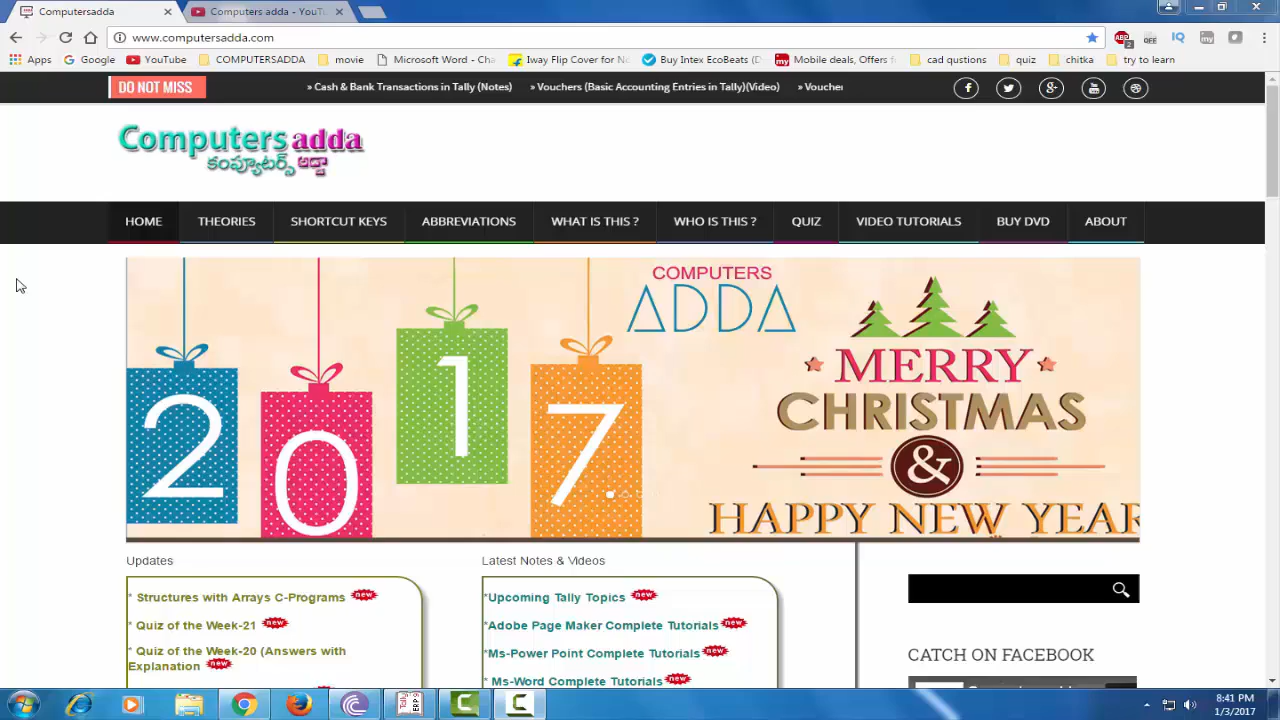 Computers adda
Computers adda - YouTu
www.computersadda.com
Apps
Google
YouTube
COMPUTERSADDA
movie
Microsoft Word - Cha
Iway Flip Cover for No
Buy Intex EcoBeats (D
Mobile deals, Offers f
cad qustions
quiz
chitka
try to learn
DO NOT MISS
» Cash & Bank Transactions in Tally (Notes)
» Vouchers (Basic Accounting Entries in Tally)(Video)
» Voucher
Computers adda
కంప్యూటర్స్ అడ్డా
HOME
THEORIES
SHORTCUT KEYS
ABBREVIATIONS
WHAT IS THIS ?
WHO IS THIS ?
QUIZ
VIDEO TUTORIALS
BUY DVD
ABOUT
2017
COMPUTERS
ADDA
MERRY
CHRISTMAS
&
HAPPY NEW YEAR
Updates
* Structures with Arrays C-Programs new
* Quiz of the Week-21 new
* Quiz of the Week-20 (Answers with
Explanation new
Latest Notes & Videos
*Upcoming Tally Topics new
*Adobe Page Maker Complete Tutorials new
*Ms-Power Point Complete Tutorials new
* Ms-Word Complete Tutorials new
CATCH ON FACEBOOK
8:41 PM
1/3/2017